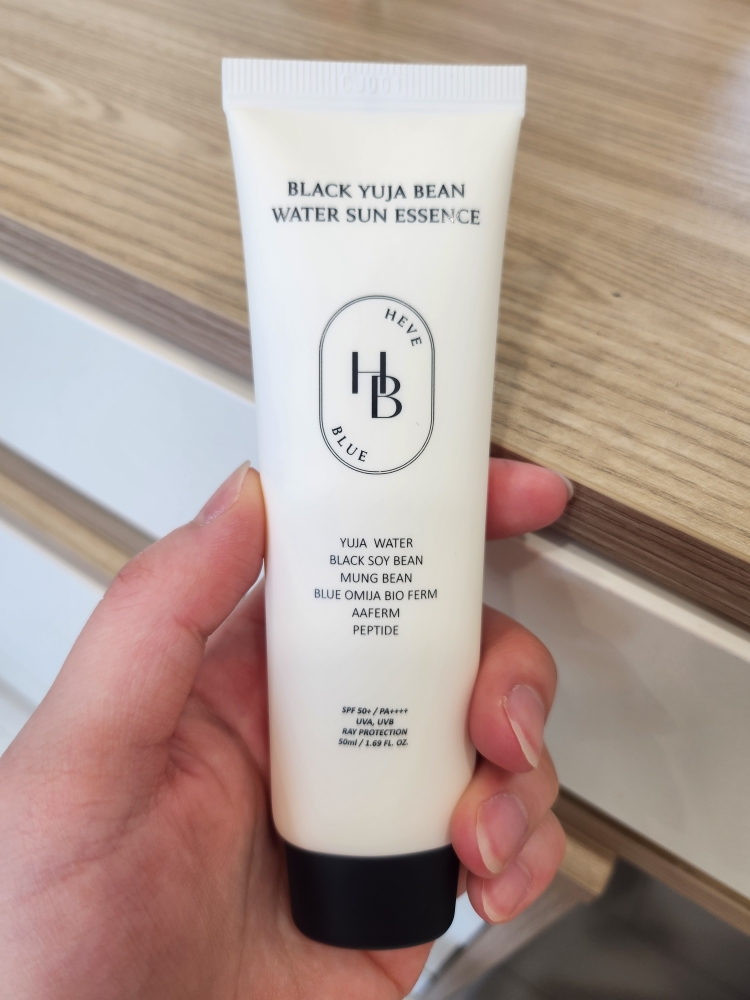 BLACK YUJA BEAN
WATER SUN ESSENCE
HEVE
HB
BLUE
YUJA WATER
BLACK SOY BEAN
MUNG BEAN
BLUE OMIJA BIO FERM
AAFERM
PEPTIDE
SPF 50+ / PA++++
UVA, UVB
RAY PROTECTION
50ml / 1.69 FL. OZ.